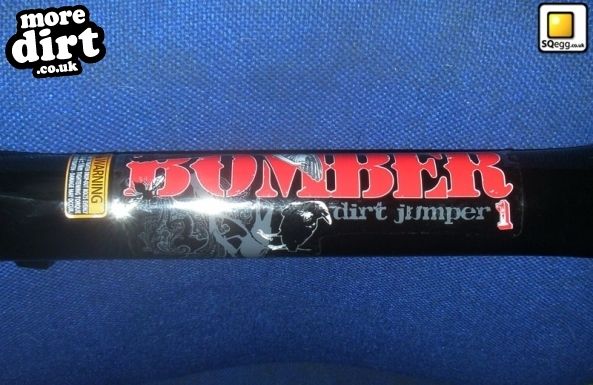 more
dirt
.co.uk
SQegg.co.uk
WARNING
BOMBER
dirt jumper 1